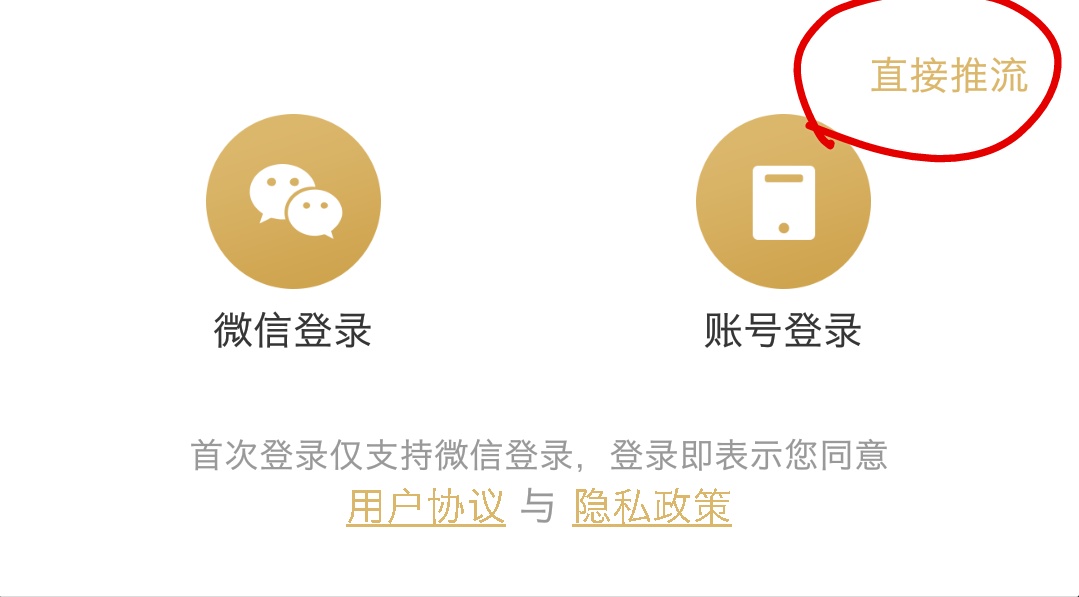 直接推流
微信登录
账号登录
首次登录仅支持微信登录，登录即表示您同意
用户协议 与 隐私政策